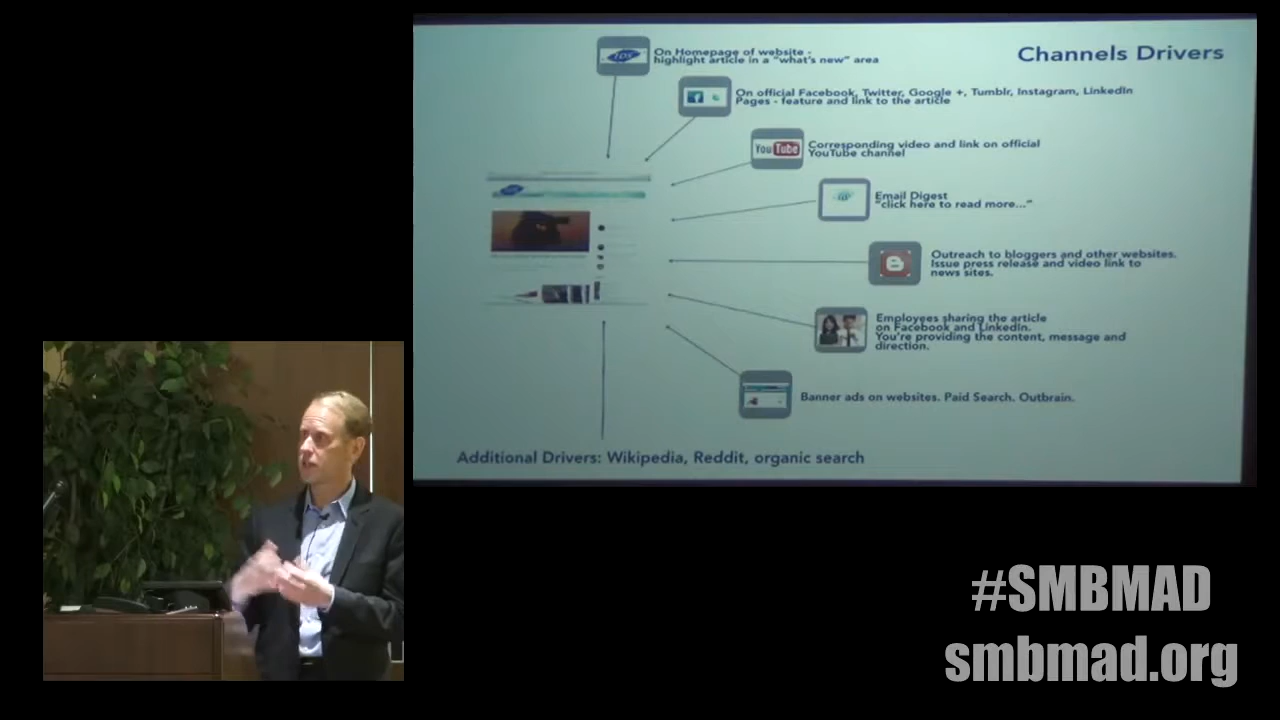 Channels Drivers
On Homepage of website -
highlight article in a "what's new" area
On official Facebook, Twitter, Google +, Tumblr, Instagram, LinkedIn
Pages - feature and link to the article
YouTube
Corresponding video and link on official
YouTube channel
Email Digest
"click here to read more..."
Outreach to bloggers and other websites.
Issue press release and video link to
news sites.
Employees sharing the article
on Facebook and LinkedIn.
You're providing the content, message and
direction.
Banner ads on websites. Paid Search. Outbrain.
Additional Drivers: Wikipedia, Reddit, organic search
#SMBMAD
smbmad.org